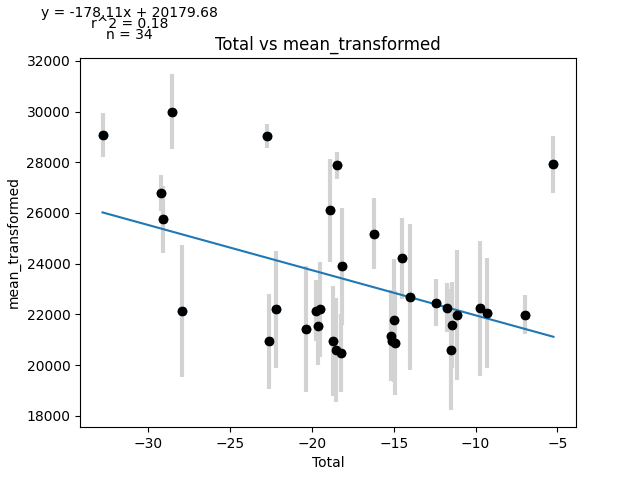 y = -178.11x + 20179.68
r^2 = 0.18
n = 34
Total vs mean_transformed
32000
30000
28000
26000
24000
22000
20000
18000
mean_transformed
−30
−25
−20
−15
−10
−5
Total